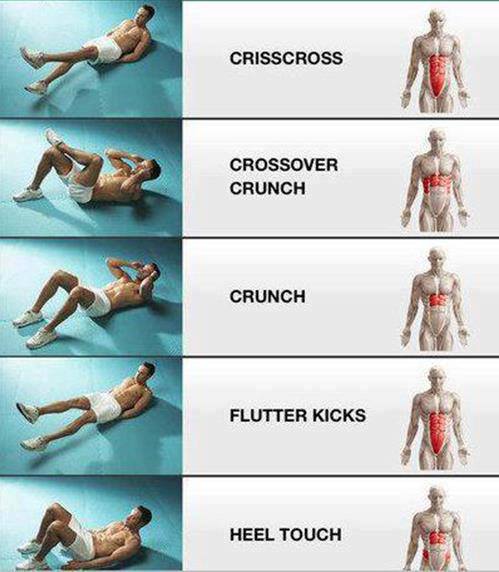 CRISSCROSS
CROSSOVER
CRUNCH
CRUNCH
FLUTTER KICKS
HEEL TOUCH